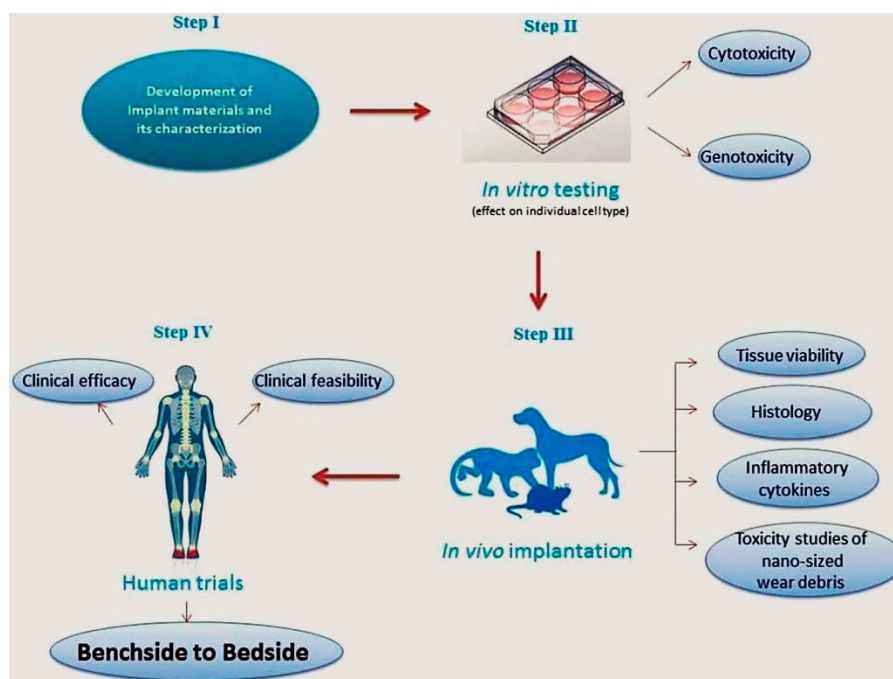 Step I
Development of
Implant materials and
its characterization
Step II
In vitro testing
(effect on individual cell type)
Cytotoxicity
Genotoxicity
Step III
In vivo implantation
Tissue viability
Histology
Inflammatory
cytokines
Toxicity studies of
nano-sized
wear debris
Step IV
Clinical efficacy
Clinical feasibility
Human trials
Benchside to Bedside